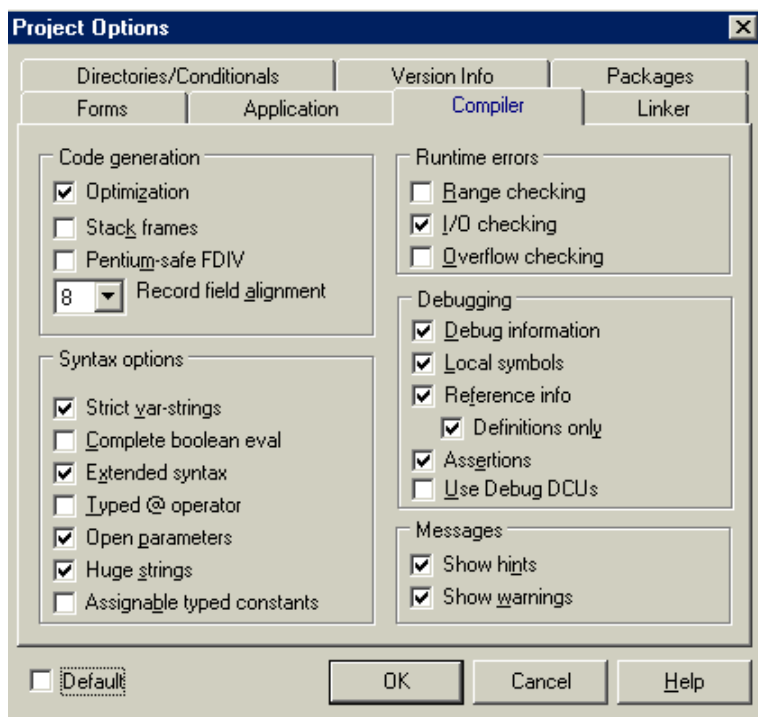 Project Options
Directories/Conditionals
Version Info
Packages
Forms
Application
Compiler
Linker
Code generation
Optimization
Stack frames
Pentium-safe FDIV
8 Record field alignment
Syntax options
Strict var-strings
Complete boolean eval
Extended syntax
Typed @ operator
Open parameters
Huge strings
Assignable typed constants
Runtime errors
Range checking
I/O checking
Overflow checking
Debugging
Debug information
Local symbols
Reference info
Definitions only
Assertions
Use Debug DCUs
Messages
Show hints
Show warnings
Default
OK
Cancel
Help